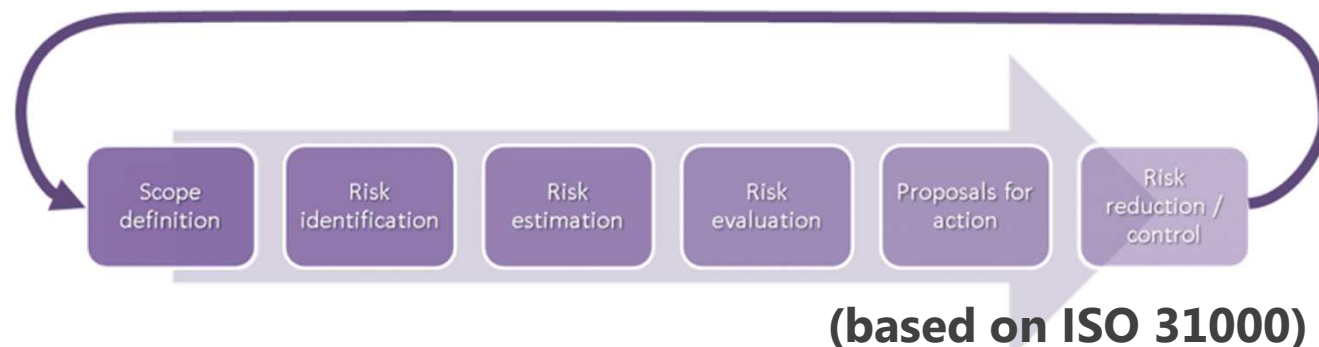 Scope
definition
Risk
identification
Risk
estimation
Risk
evaluation
Proposals for
action
Risk
reduction /
control
(based on ISO 31000)